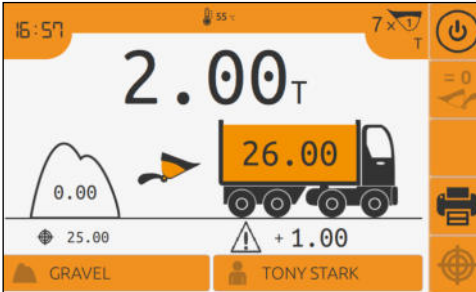 16:57
55 °C
7× 1
T
2.00T
= 0
26.00
0.00
25.00
+ 1.00
GRAVEL
TONY STARK